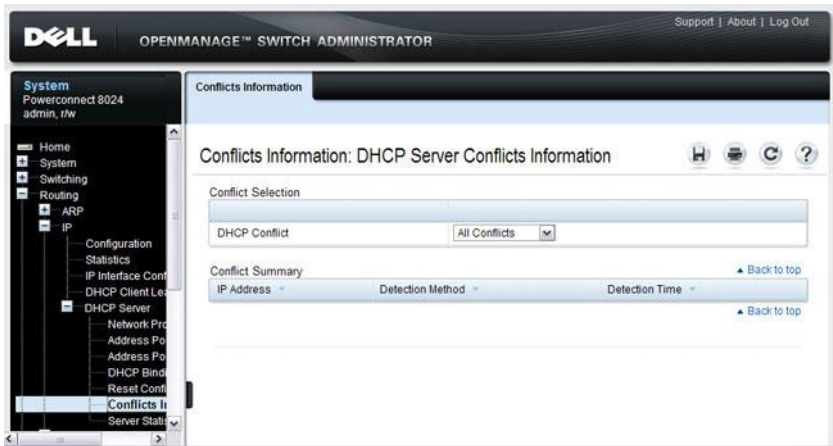 Support | About | Log Out
DELL OPENMANAGE™ SWITCH ADMINISTRATOR
System
Powerconnect 8024
admin, r/w
Home
System
Switching
Routing
ARP
IP
Configuration
Statistics
IP Interface Conf
DHCP Client Lea
DHCP Server
Network Pro
Address Po
Address Po
DHCP Bindi
Reset Confi
Conflicts In
Server Statis
Conflicts Information
Conflicts Information: DHCP Server Conflicts Information
Conflict Selection
DHCP Conflict All Conflicts
Conflict Summary Back to top
IP Address Detection Method Detection Time
Back to top